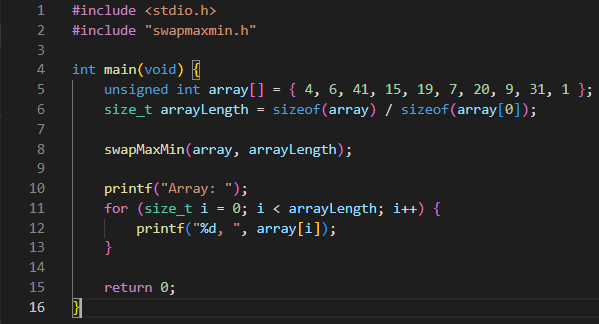 1 #include <stdio.h>
2 #include "swapmaxmin.h"
3
4 int main(void) {
5     unsigned int array[] = { 4, 6, 41, 15, 19, 7, 20, 9, 31, 1 };
6     size_t arrayLength = sizeof(array) / sizeof(array[0]);
7
8     swapMaxMin(array, arrayLength);
9
10     printf("Array: ");
11     for (size_t i = 0; i < arrayLength; i++) {
12         printf("%d, ", array[i]);
13     }
14
15     return 0;
16 }